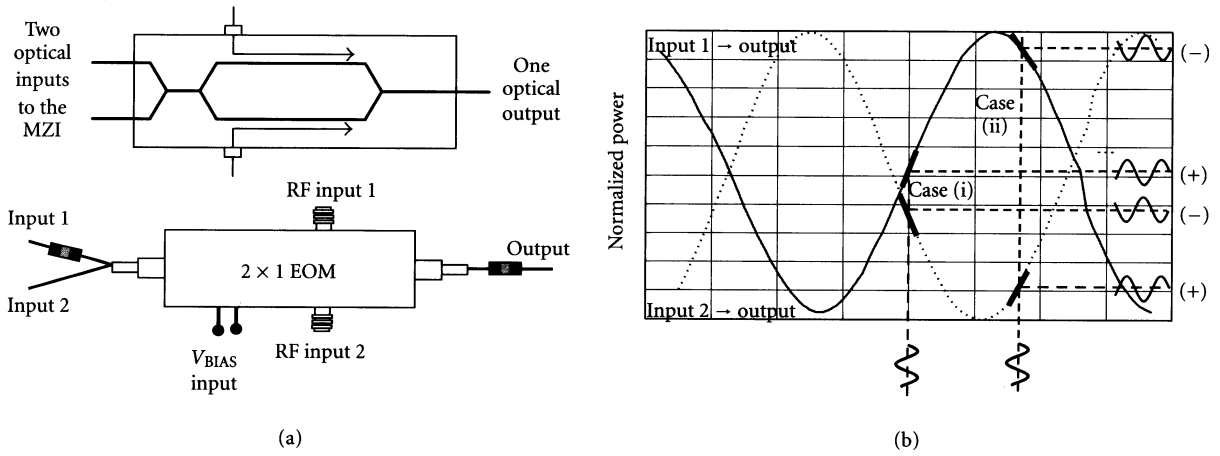 Two
optical
inputs
to the
MZI
One
optical
output
RF input 1
Input 1
Output
2 × 1 EOM
Input 2
VBIAS
input
RF input 2
(a)
Normalized power
Input 1 → output
Case
(ii)
Case (i)
Input 2 → output
(−)
(+)
(−)
(+)
(b)